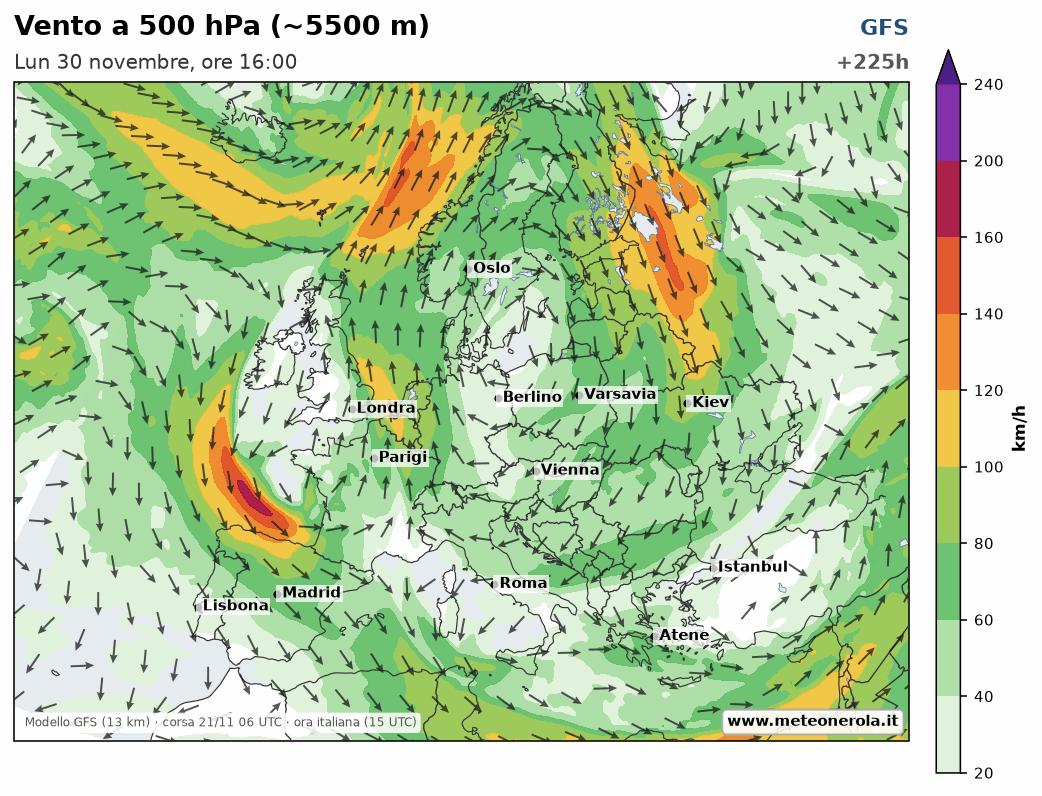 Vento a 500 hPa (~5500 m)
GFS
Lun 30 novembre, ore 16:00
+225h
240
200
160
140
120
100
80
60
40
20
km/h
Oslo
Londra
Berlino
Varsavia
Kiev
Parigi
Vienna
Istanbul
Roma
Madrid
Lisbona
Atene
Modello GFS (13 km) · corsa 21/11 06 UTC · ora italiana (15 UTC)
www.meteonerola.it